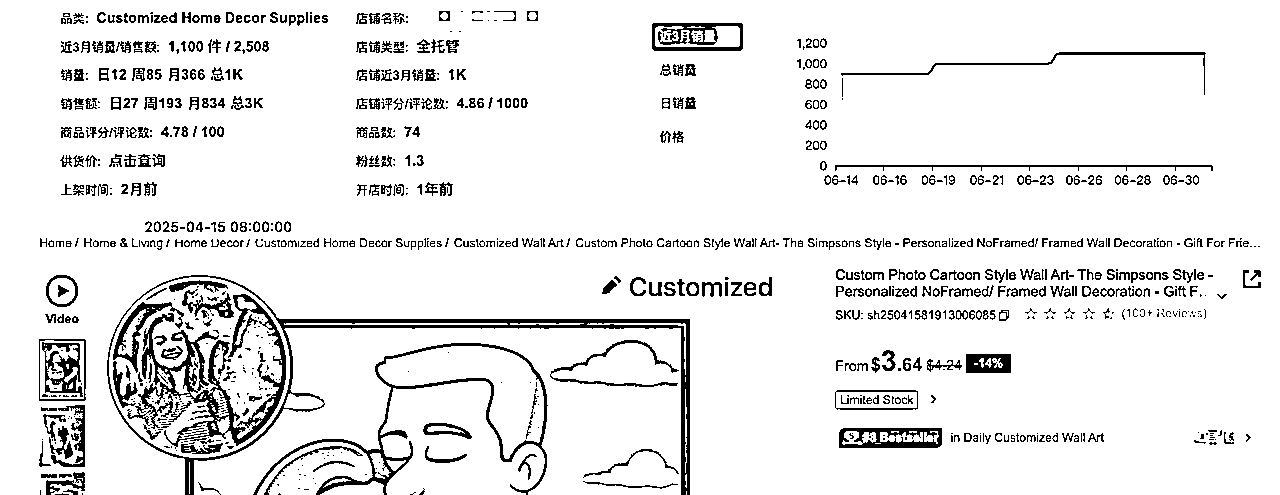 品类: Customized Home Decor Supplies
近3月销量/销售额: 1,100 件 / 2,508
销量: 日12 周85 月366 总1K
销售额: 日27 周193 月834 总3K
商品评分/评论数: 4.78 / 100
供货价: 点击查询
上架时间: 2月前
2025-04-15 08:00:00
店铺名称:
店铺类型: 全托管
店铺近3月销量: 1K
店铺评分/评论数: 4.86 / 1000
商品数: 74
粉丝数: 1.3
开店时间: 1年前
近3月销量
总销量
日销量
价格
1,200
1,000
800
600
400
200
0
06-14 06-16 06-19 06-21 06-23 06-26 06-28 06-30
Home / Home & Living / Home Decor / Customized Home Decor Supplies / Customized Wall Art / Custom Photo Cartoon Style Wall Art- The Simpsons Style - Personalized NoFramed/ Framed Wall Decoration - Gift For Frie...
Video
Customized
Custom Photo Cartoon Style Wall Art- The Simpsons Style -
Personalized NoFramed/ Framed Wall Decoration - Gift F...
SKU: sh25041581913006085 (100+ Reviews)
From $3.64 $4.24 -14%
Limited Stock
#8 Bestseller in Daily Customized Wall Art